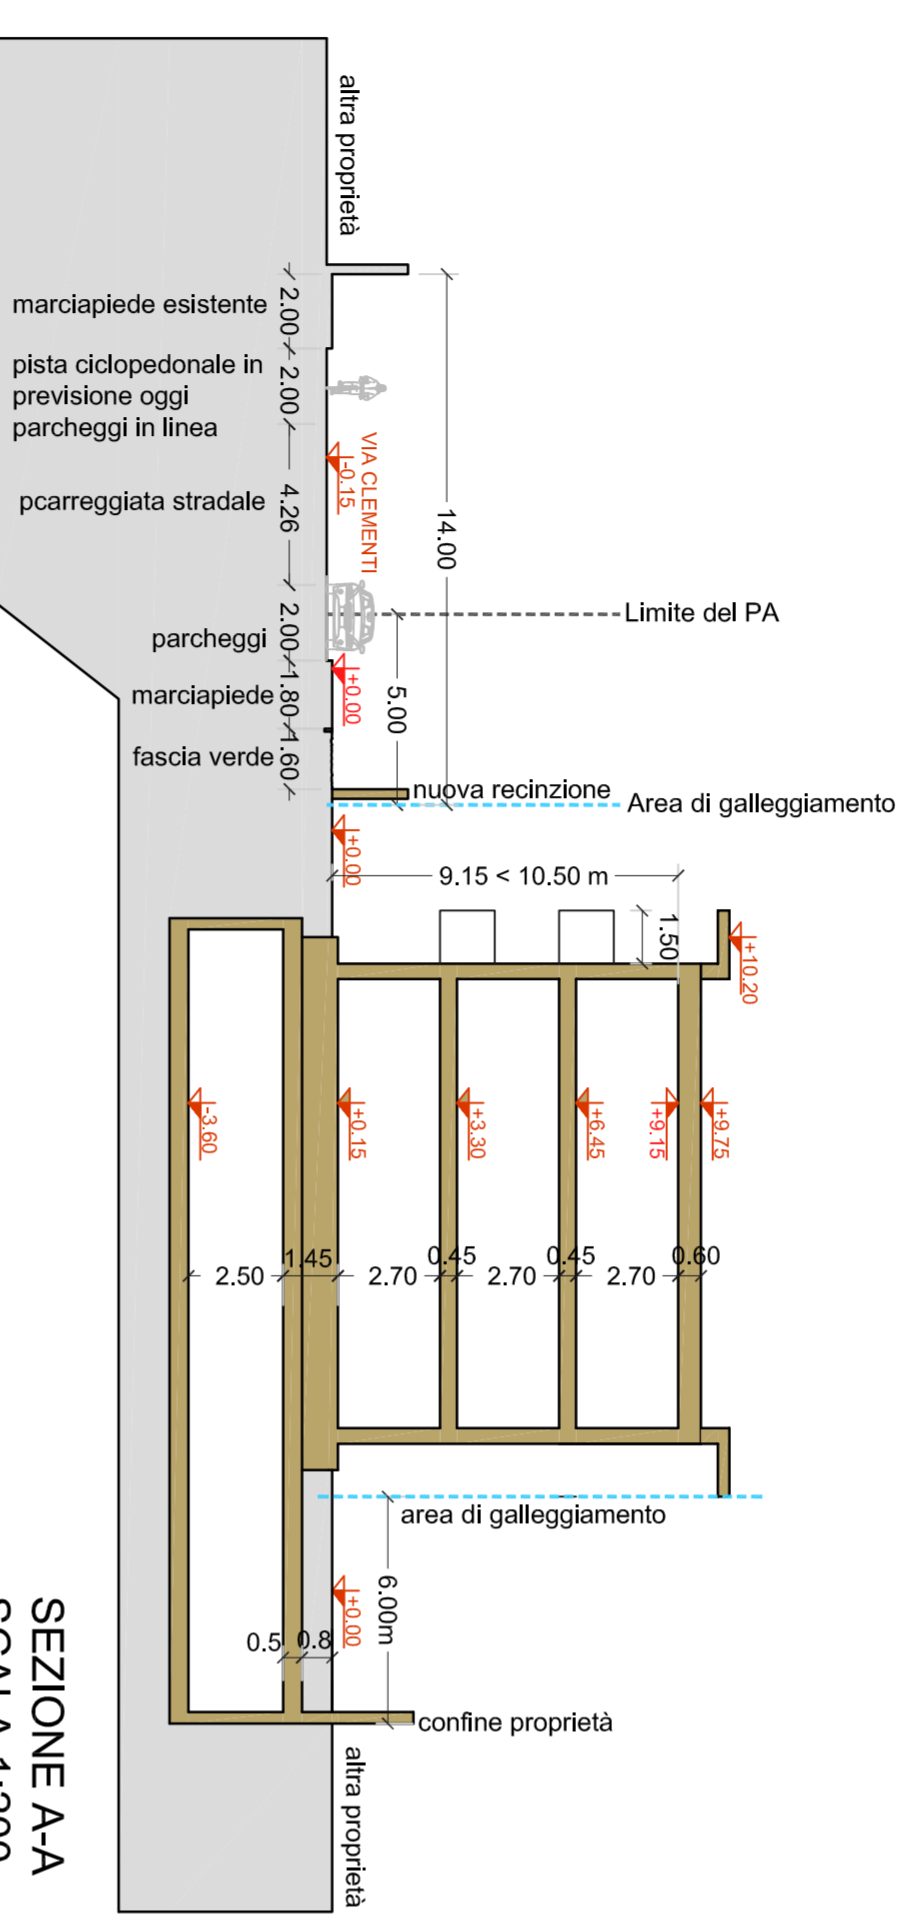 altra proprietà
marciapiede esistente
2.00
pista ciclopedonale in
previsione oggi
parcheggi in linea
2.00
VIA CLEMENTI
-0.15
pcarreggiata stradale
4.26
14.00
Limite del PA
parcheggi
2.00
+0.00
marciapiede
1.80
5.00
fascia verde
1.60
nuova recinzione
Area di galleggiamento
+0.00
9.15 < 10.50 m
1.50
+10.20
-3.60
+0.15
+3.30
+6.45
+9.15
+9.75
2.50
1.45
2.70
0.45
2.70
0.45
2.70
0.60
area di galleggiamento
6.00m
+0.00
0.5
0.8
confine proprietà
altra proprietà
SEZIONE A-A
SCALA 1:200